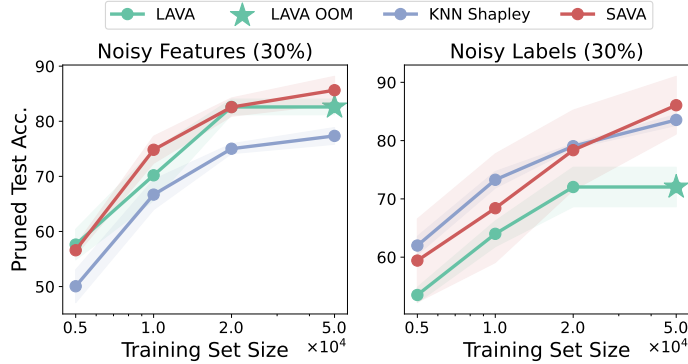 LAVA LAVA OOM KNN Shapley SAVA
Noisy Features (30%)
Noisy Labels (30%)
Pruned Test Acc.
90
80
70
60
50
0.5 1.0 2.0 5.0
×10⁴
Training Set Size
90
80
70
60
0.5 1.0 2.0 5.0
×10⁴
Training Set Size